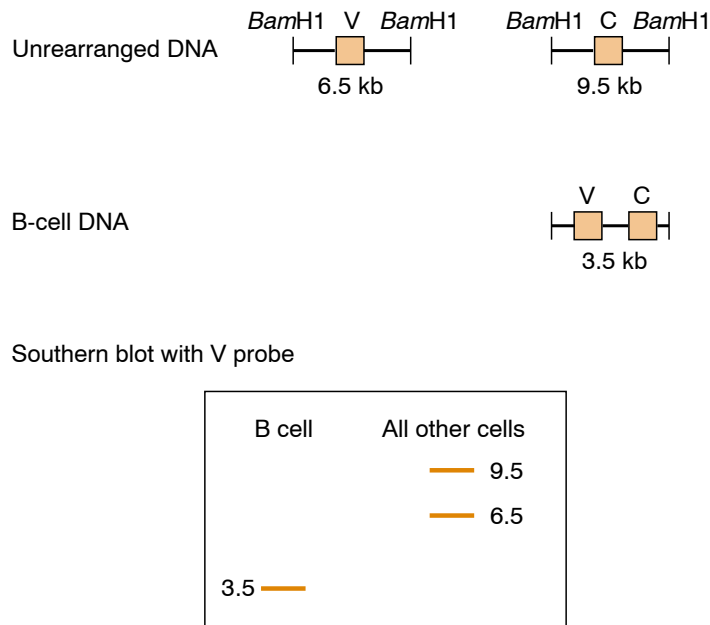 BamH1 V BamH1 C BamH1
Unrearranged DNA
6.5 kb 9.5 kb
V C
B-cell DNA
3.5 kb
Southern blot with V probe
B cell All other cells
9.5
6.5
3.5